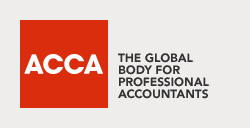 ACCA
THE GLOBAL
BODY FOR
PROFESSIONAL
ACCOUNTANTS